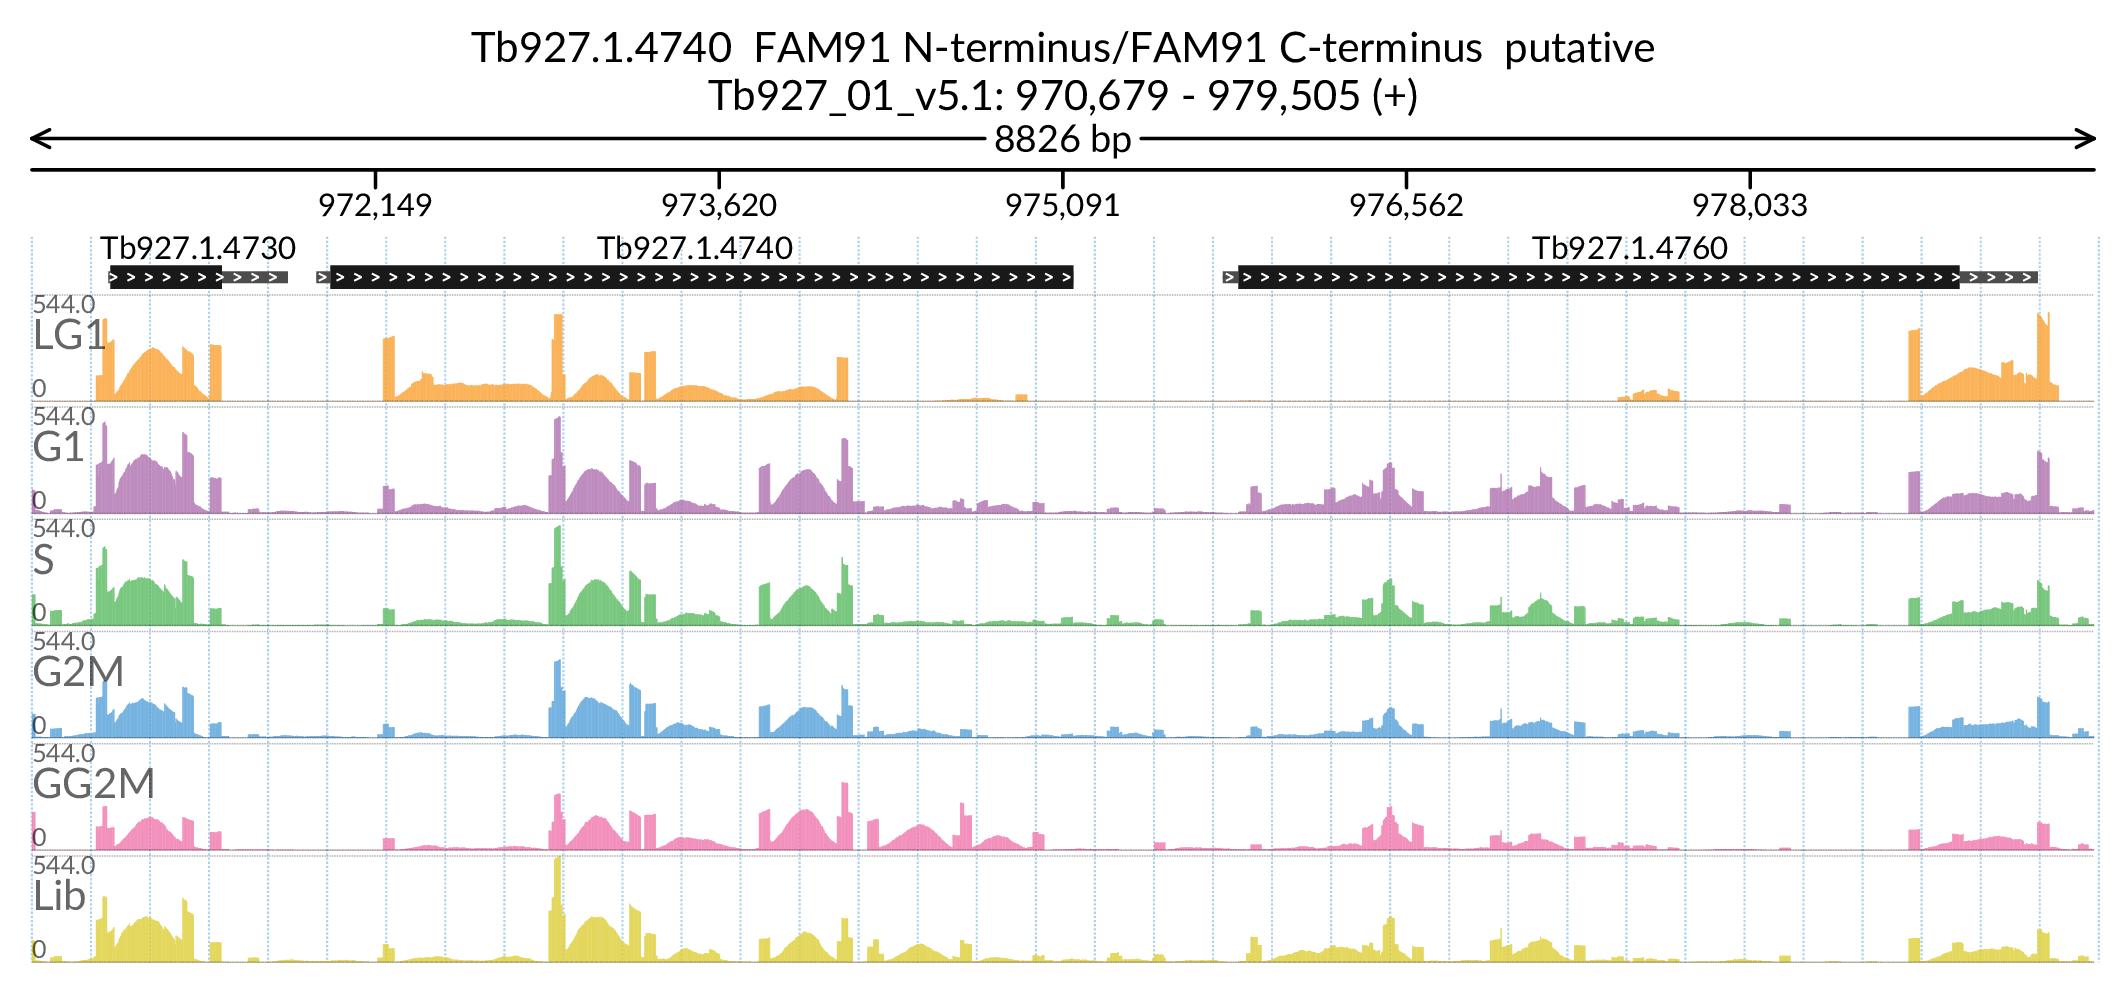 Tb927.1.4740 FAM91 N-terminus/FAM91 C-terminus putative
Tb927_01_v5.1: 970,679 - 979,505 (+)
8826 bp
972,149 973,620 975,091 976,562 978,033
Tb927.1.4730 Tb927.1.4740 Tb927.1.4760
544.0
LG1
0
544.0
G1
0
544.0
S
0
544.0
G2M
0
544.0
GG2M
0
544.0
Lib
0